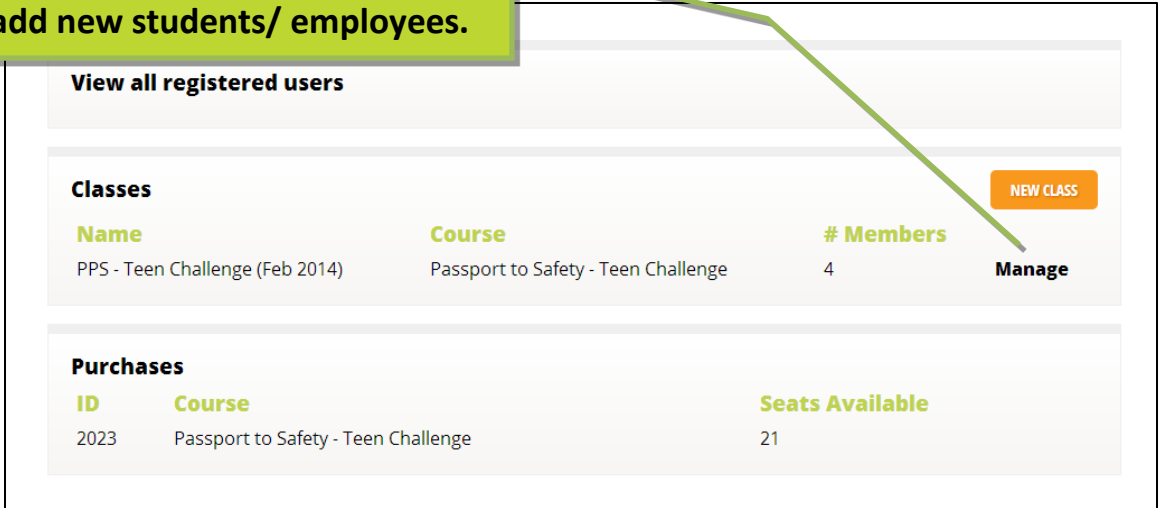 add new students/ employees.
View all registered users
Classes
NEW CLASS
Name Course # Members
PPS - Teen Challenge (Feb 2014) Passport to Safety - Teen Challenge 4 Manage
Purchases
ID Course Seats Available
2023 Passport to Safety - Teen Challenge 21